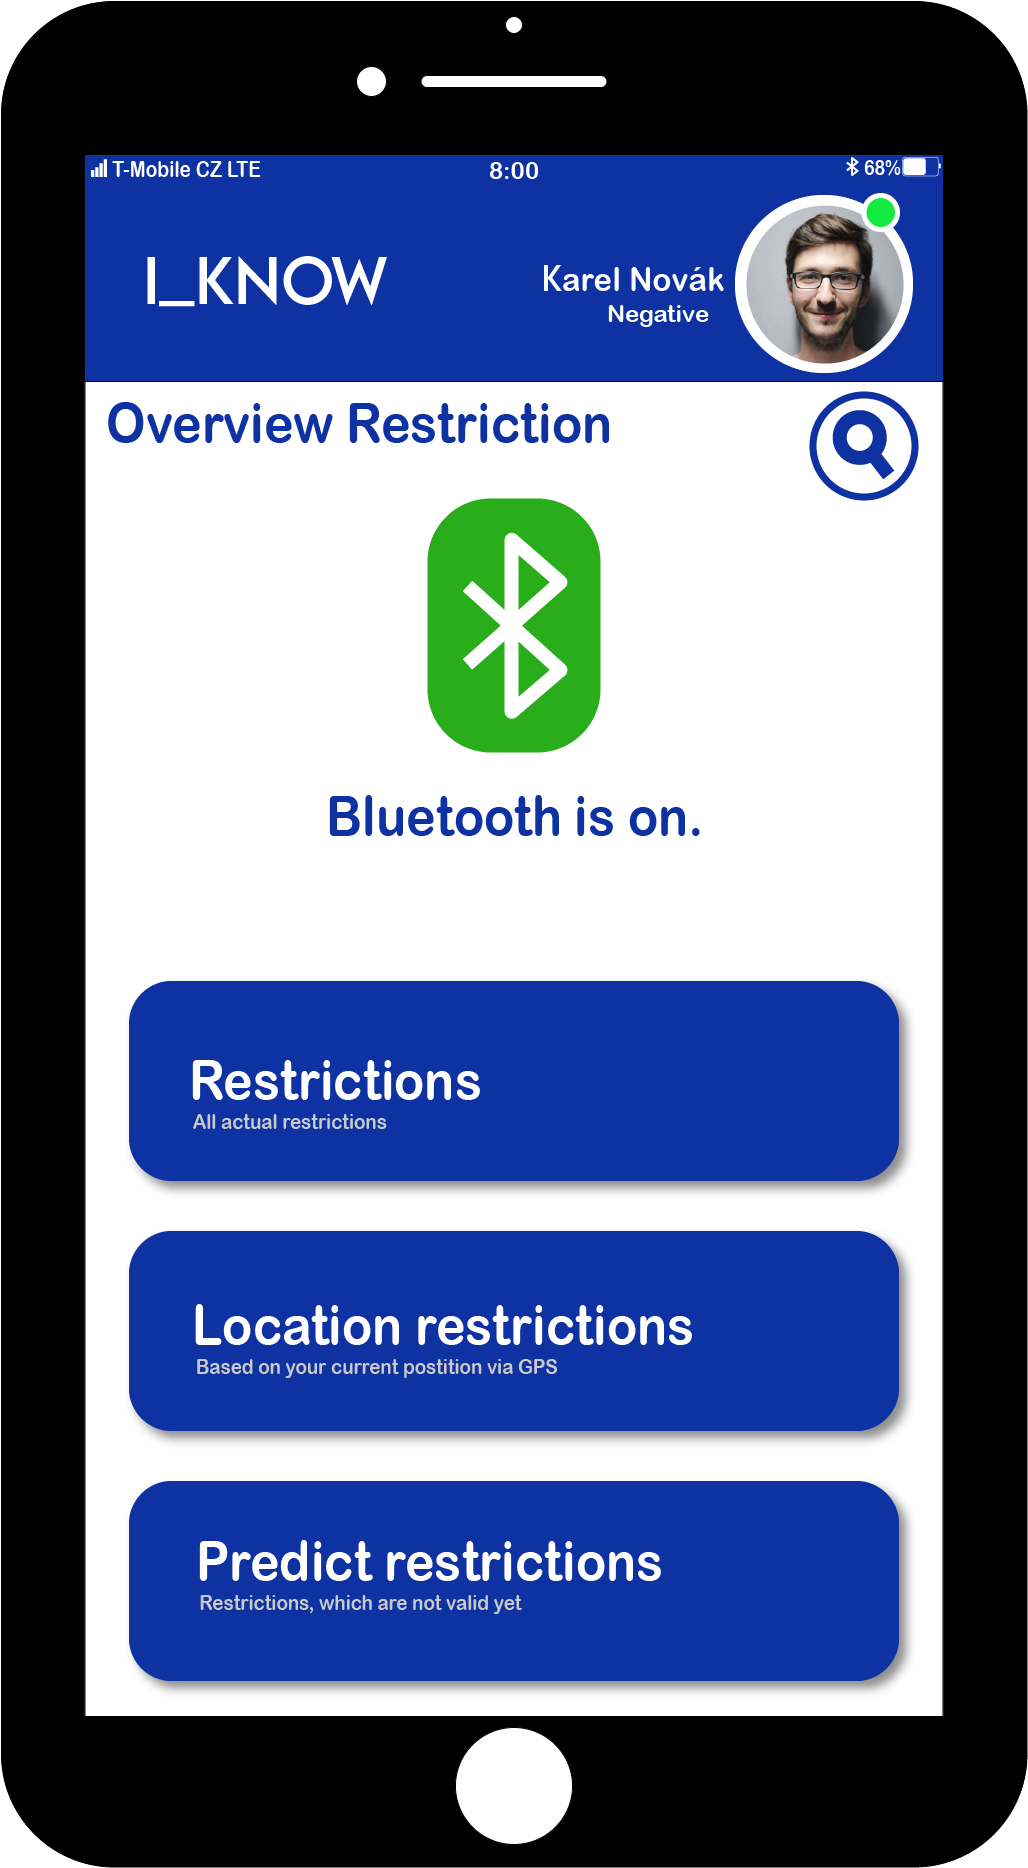 T-Mobile CZ LTE
8:00
68%
I_KNOW
Karel Novák
Negative
Overview Restriction
Bluetooth is on.
Restrictions
All actual restrictions
Location restrictions
Based on your current postition via GPS
Predict restrictions
Restrictions, which are not valid yet